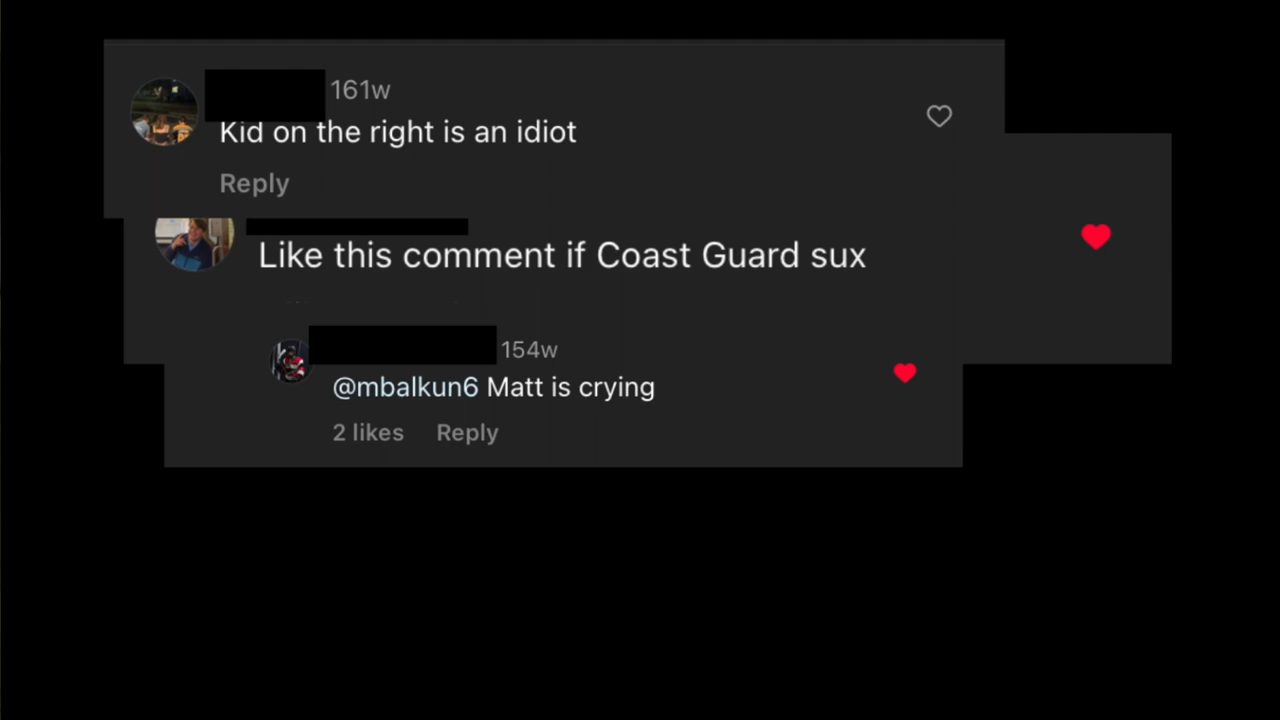 161w
Kid on the right is an idiot
Reply
Like this comment if Coast Guard sux
154w
@mbalkun6 Matt is crying
2 likes Reply